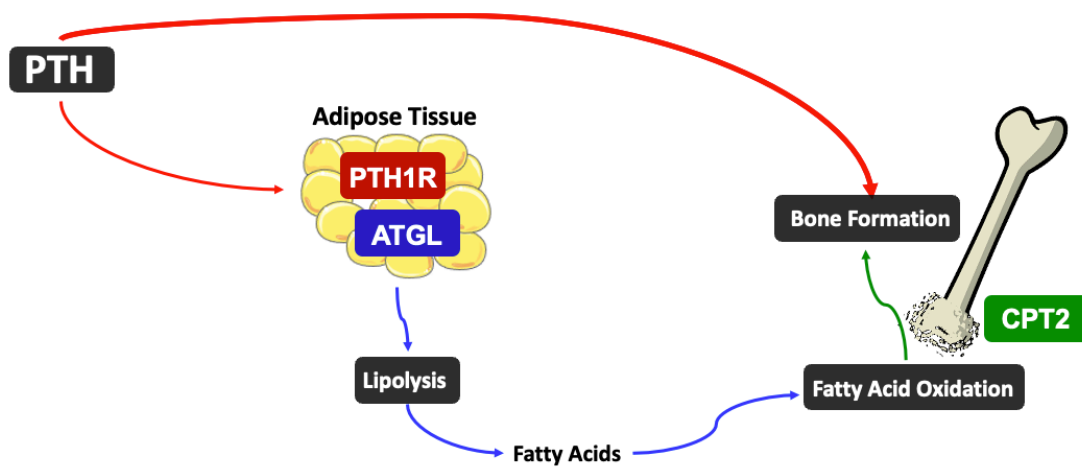 PTH
Adipose Tissue
PTH1R
ATGL
Bone Formation
CPT2
Lipolysis
Fatty Acid Oxidation
Fatty Acids